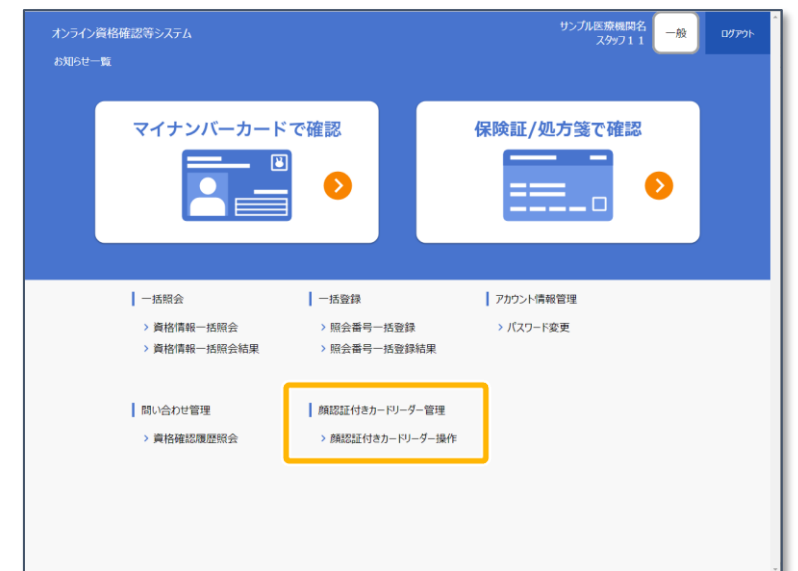 オンライン資格確認等システム
サンプル医療機関名
スタッフ１１
一般
ログアウト
お知らせ一覧
マイナンバーカードで確認
保険証/処方箋で確認
一括照会
資格情報一括照会
資格情報一括照会結果
一括登録
照会番号一括登録
照会番号一括登録結果
アカウント情報管理
パスワード変更
問い合わせ管理
資格確認履歴照会
顔認証付きカードリーダー管理
顔認証付きカードリーダー操作